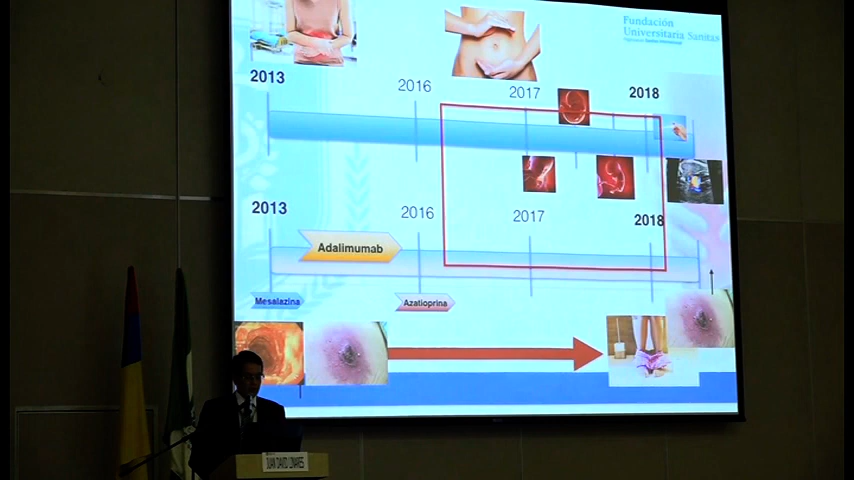 Fundación
Universitaria Sanitas
2013
2016
2017
2018
2013
2016
2017
2018
Adalimumab
Mesalazina
Azatioprina
JUAN DAVID LINARES